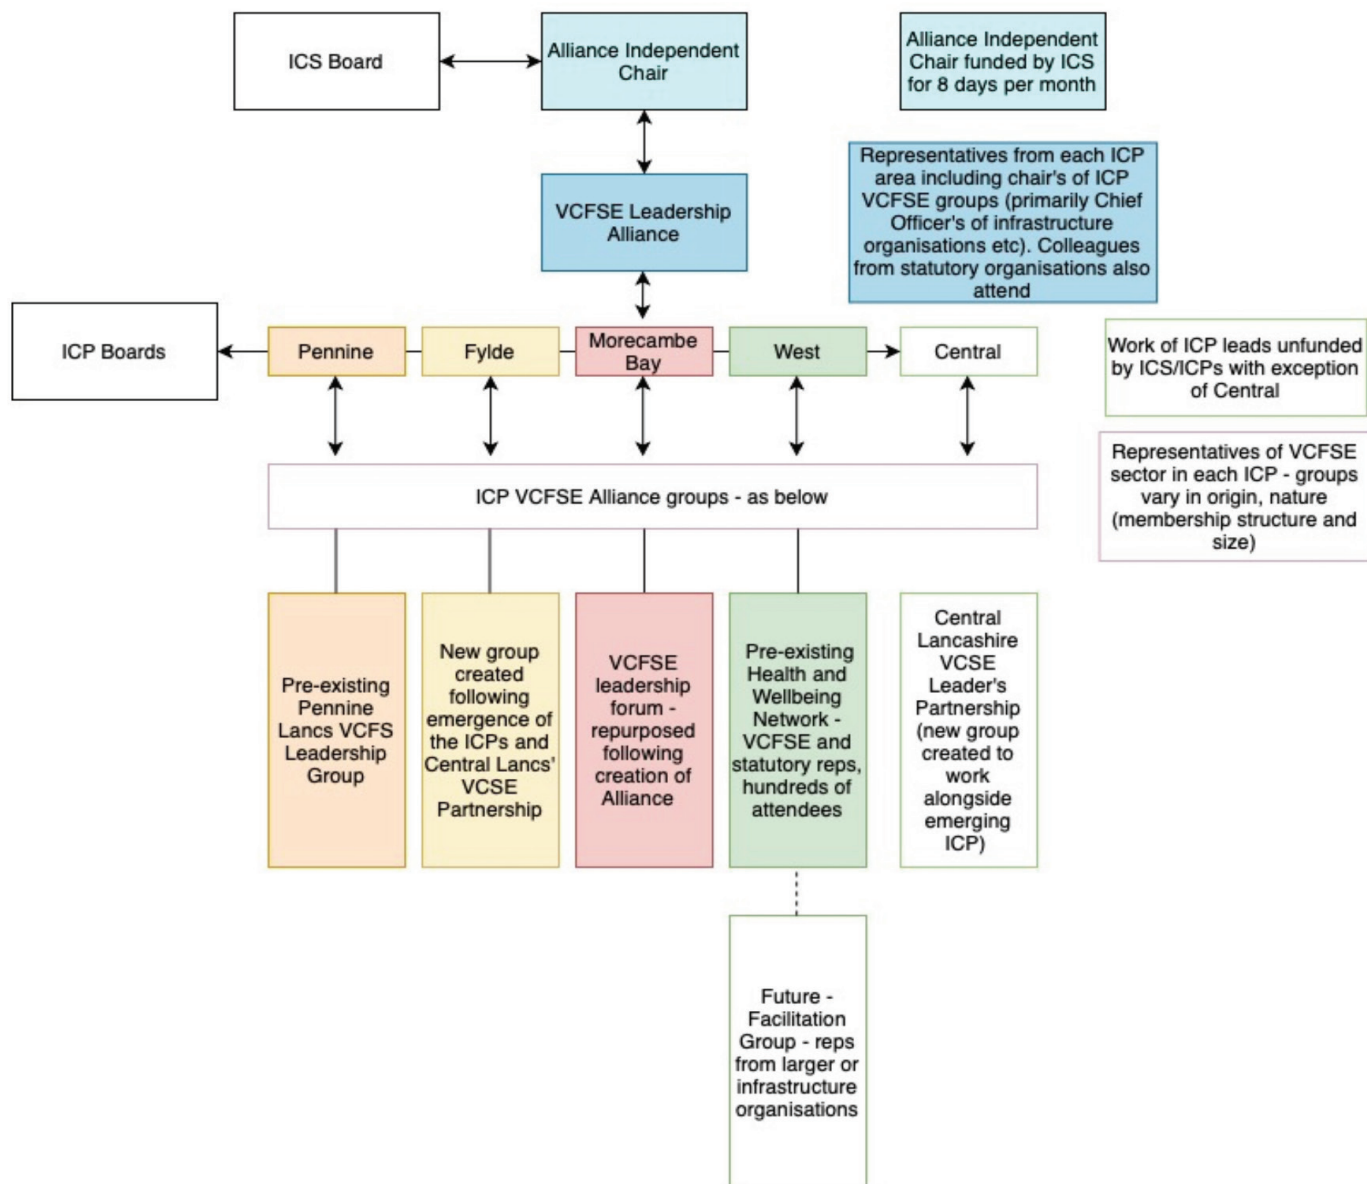 ICS Board
Alliance Independent
Chair
Alliance Independent
Chair funded by ICS
for 8 days per month
VCFSE Leadership
Alliance
Representatives from each ICP
area including chair's of ICP
VCFSE groups (primarily Chief
Officer's of infrastructure
organisations etc). Colleagues
from statutory organisations also
attend
ICP Boards
Pennine
Fylde
Morecambe
Bay
West
Central
Work of ICP leads unfunded
by ICS/ICPs with exception
of Central
ICP VCFSE Alliance groups - as below
Representatives of VCFSE
sector in each ICP - groups
vary in origin, nature
(membership structure and
size)
Pre-existing
Pennine
Lancs VCFS
Leadership
Group
New group
created
following
emergence of
the ICPs and
Central Lancs'
VCSE
Partnership
VCFSE
leadership
forum -
repurposed
following
creation of
Alliance
Pre-existing
Health and
Wellbeing
Network -
VCFSE and
statutory reps,
hundreds of
attendees
Central
Lancashire
VCSE
Leader's
Partnership
(new group
created to
work
alongside
emerging
ICP)
Future -
Facilitation
Group - reps
from larger or
infrastructure
organisations